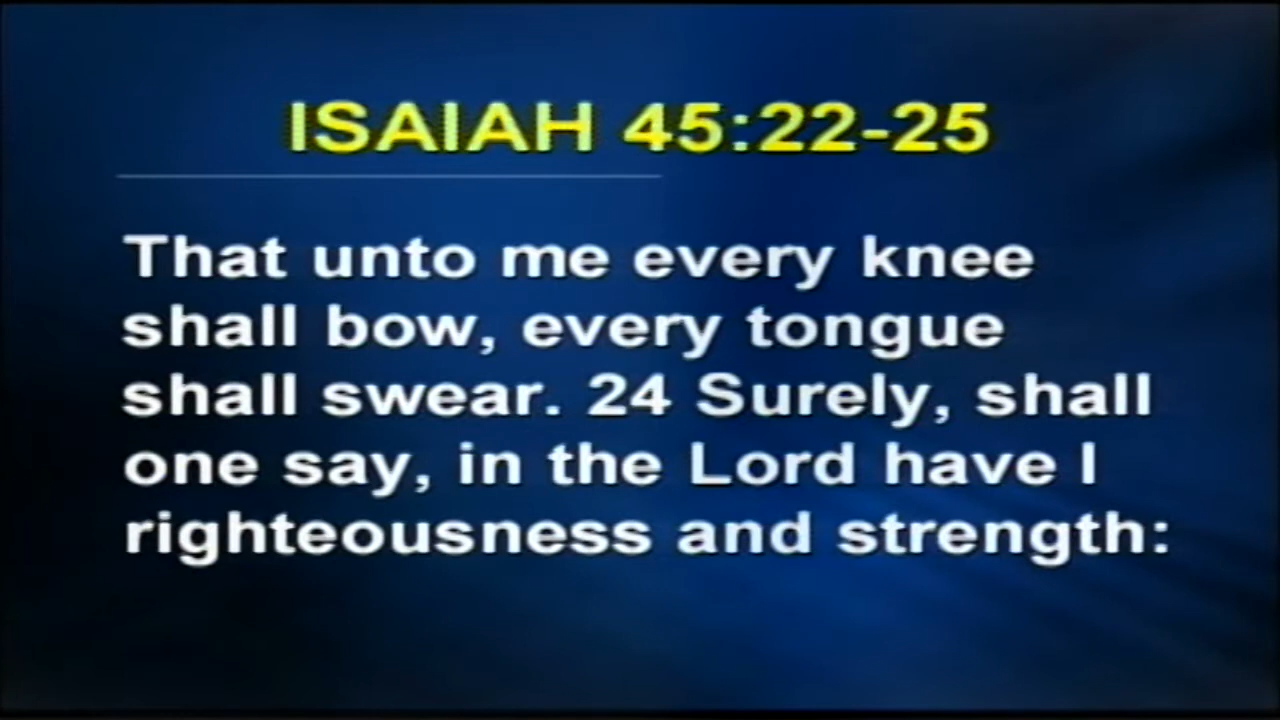 ISAIAH 45:22-25
That unto me every knee
shall bow, every tongue
shall swear. 24 Surely, shall
one say, in the Lord have I
righteousness and strength: